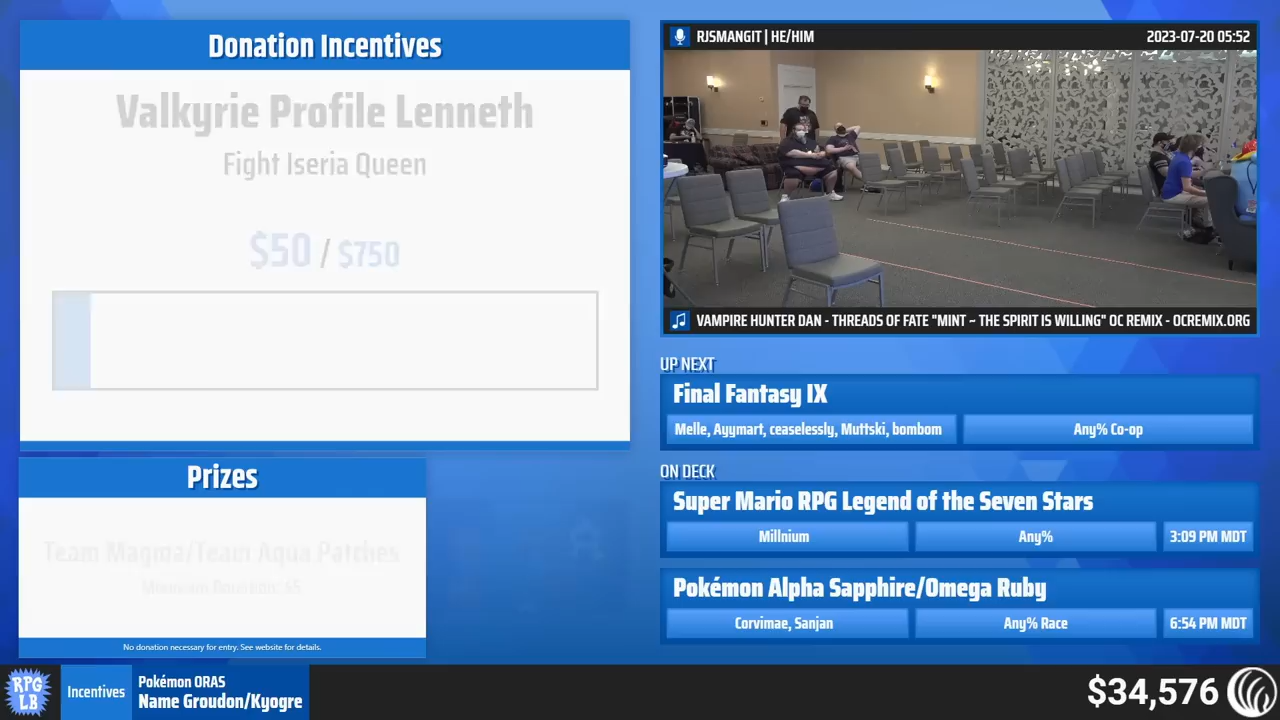 Donation Incentives
Valkyrie Profile Lenneth
Fight Iseria Queen
$50 / $750
Prizes
Team Magma/Team Aqua Patches
Minimum Donation: $5
No donation necessary for entry. See website for details.
RJSMANGIT | HE/HIM
2023-07-20 05:52
VAMPIRE HUNTER DAN - THREADS OF FATE "MINT ~ THE SPIRIT IS WILLING" OC REMIX - OCREMIX.ORG
UP NEXT
Final Fantasy IX
Melle, Ayymart, ceaselessly, Muttski, bombom
Any% Co-op
ON DECK
Super Mario RPG Legend of the Seven Stars
Millnium
Any%
3:09 PM MDT
Pokémon Alpha Sapphire/Omega Ruby
Corvimae, Sanjan
Any% Race
6:54 PM MDT
RPG
LB
Incentives
Pokémon ORAS
Name Groudon/Kyogre
$34,576